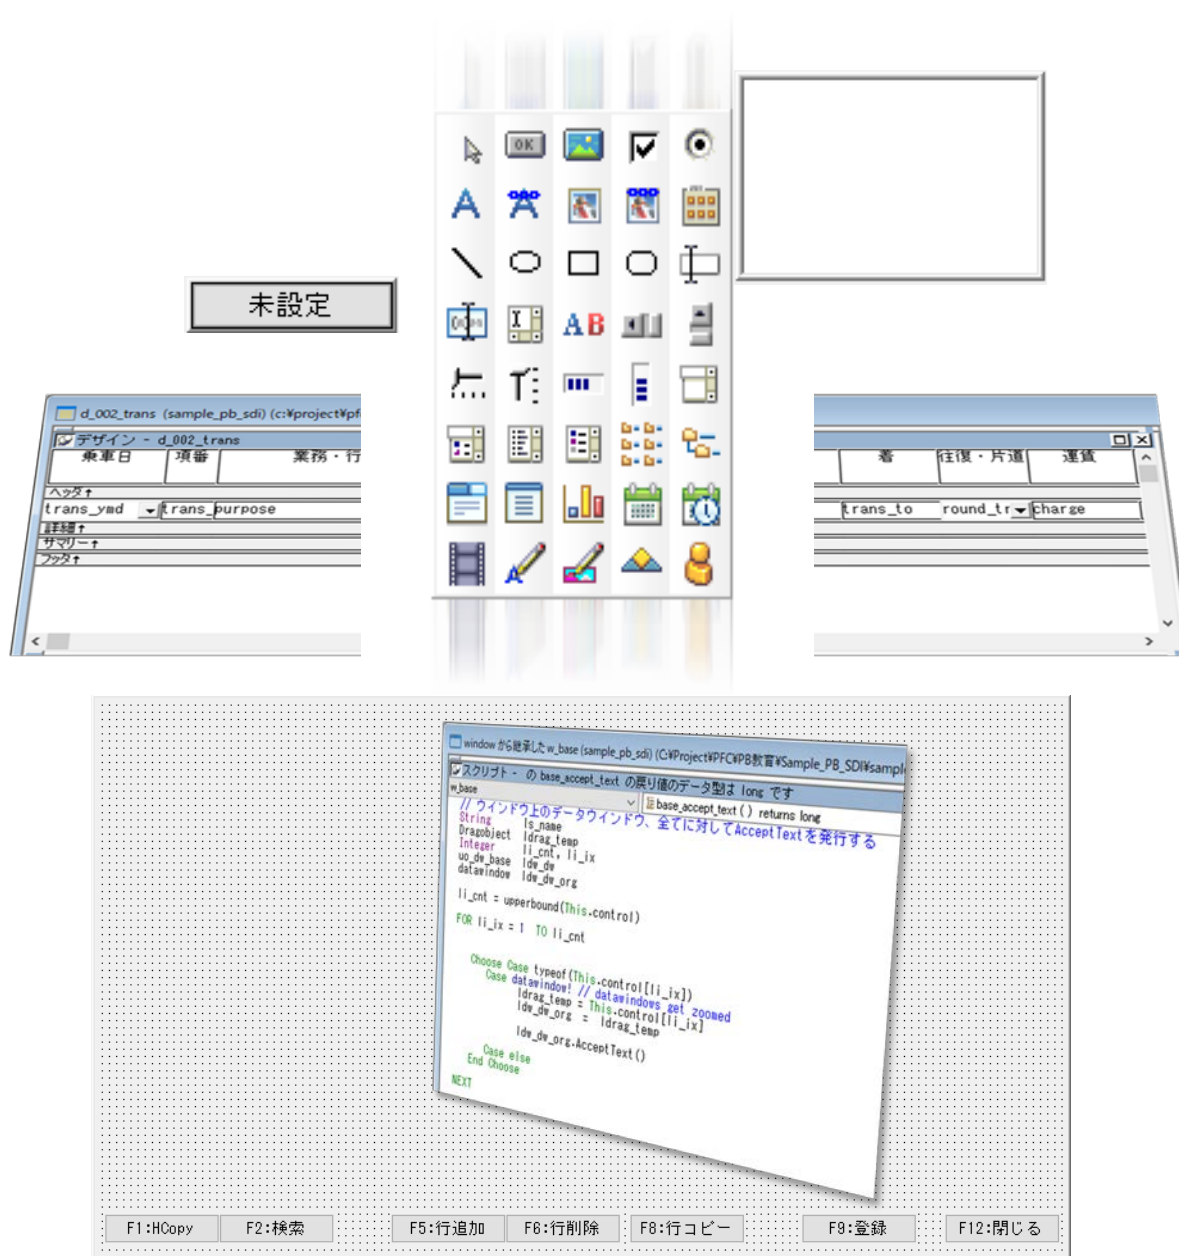 OK
A
AB
未設定
d_002_trans (sample_pb_sdi) (c:¥project¥pf
デザイン - d_002_trans
乗車日 項番 業務・行 着 往復・片道 運賃
ヘッダ↑
trans_ymd trans_purpose trans_to round_tr charge
詳細↑
サマリー↑
フッタ↑
window から継承した w_base (sample_pb_sdi) (C:¥Project¥PFC¥PB教育¥Sample_PB_SDI¥sampl
スクリプト - の base_accept_text の戻り値のデータ型は long です
w_base base_accept_text ( ) returns long
// ウインドウ上のデータウインドウ、全てに対してAcceptTextを発行する
String ls_name
Dragobject ldrag_temp
Integer li_cnt, li_ix
uo_dw_base ldw_dw
datawindow ldw_dw_org
li_cnt = upperbound(This.control)
FOR li_ix = 1 TO li_cnt
Choose Case typeof(This.control[li_ix])
Case datawindow! // datawindows get zoomed
ldrag_temp = This.control[li_ix]
ldw_dw_org = ldrag_temp
ldw_dw_org.AcceptText()
Case else
End Choose
NEXT
F1:HCopy F2:検索 F5:行追加 F6:行削除 F8:行コピー F9:登録 F12:閉じる